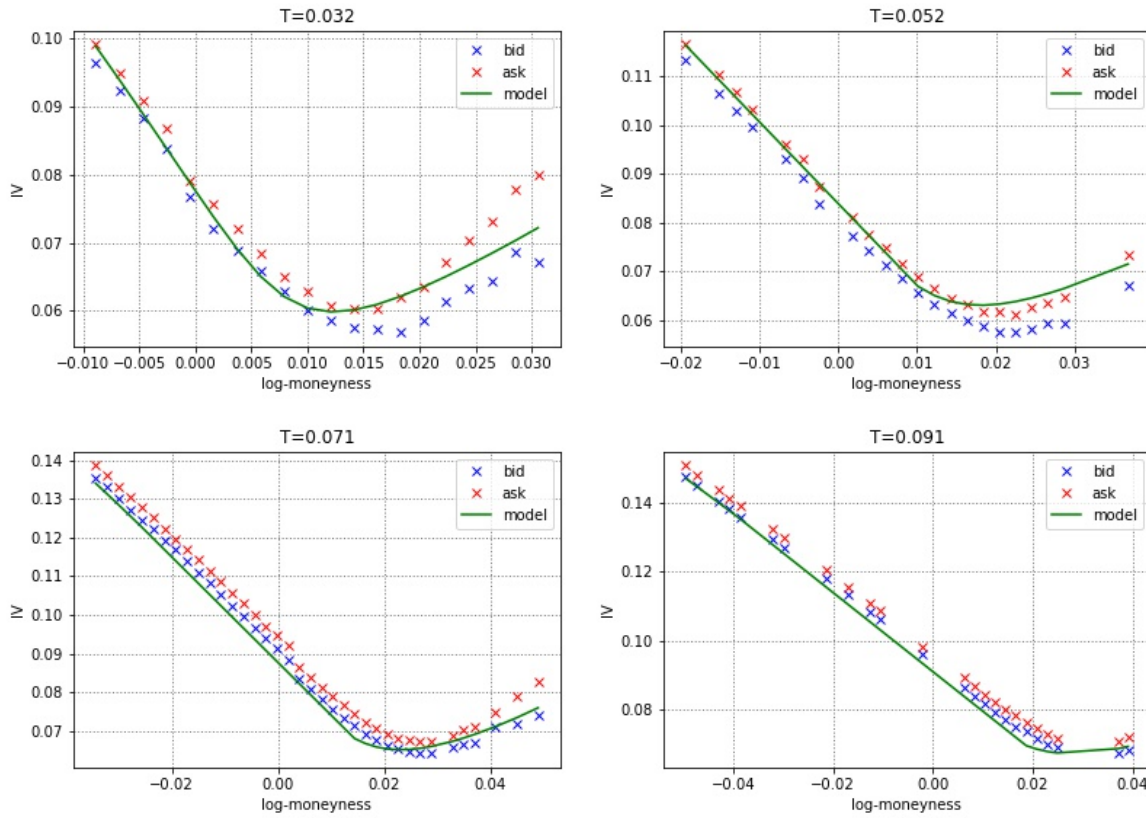 T=0.032
0.10
0.09
0.08
0.07
0.06
IV
bid
ask
model
−0.010 −0.005 0.000 0.005 0.010 0.015 0.020 0.025 0.030
log-moneyness
T=0.052
0.11
0.10
0.09
0.08
0.07
0.06
IV
bid
ask
model
−0.02 −0.01 0.00 0.01 0.02 0.03
log-moneyness
T=0.071
0.14
0.13
0.12
0.11
0.10
0.09
0.08
0.07
IV
bid
ask
model
−0.02 0.00 0.02 0.04
log-moneyness
T=0.091
0.14
0.12
0.10
0.08
IV
bid
ask
model
−0.04 −0.02 0.00 0.02 0.04
log-moneyness